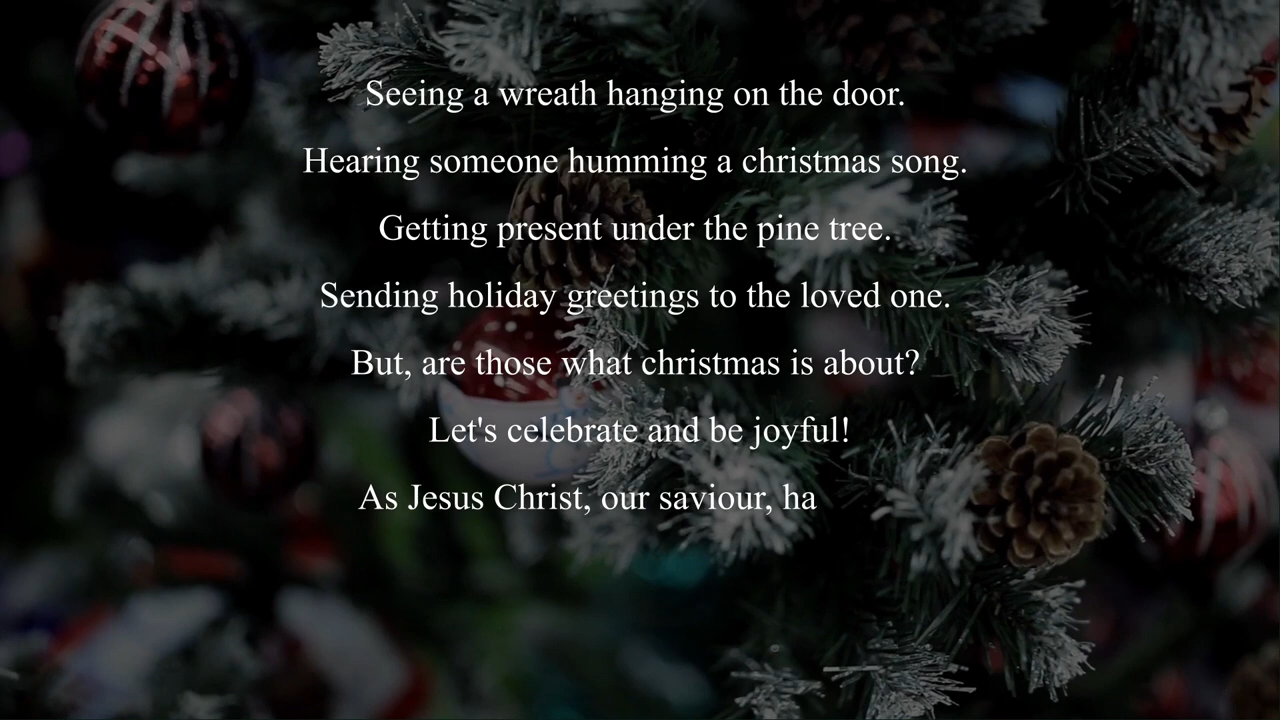 Seeing a wreath hanging on the door.
Hearing someone humming a christmas song.
Getting present under the pine tree.
Sending holiday greetings to the loved one.
But, are those what christmas is about?
Let's celebrate and be joyful!
As Jesus Christ, our saviour, ha